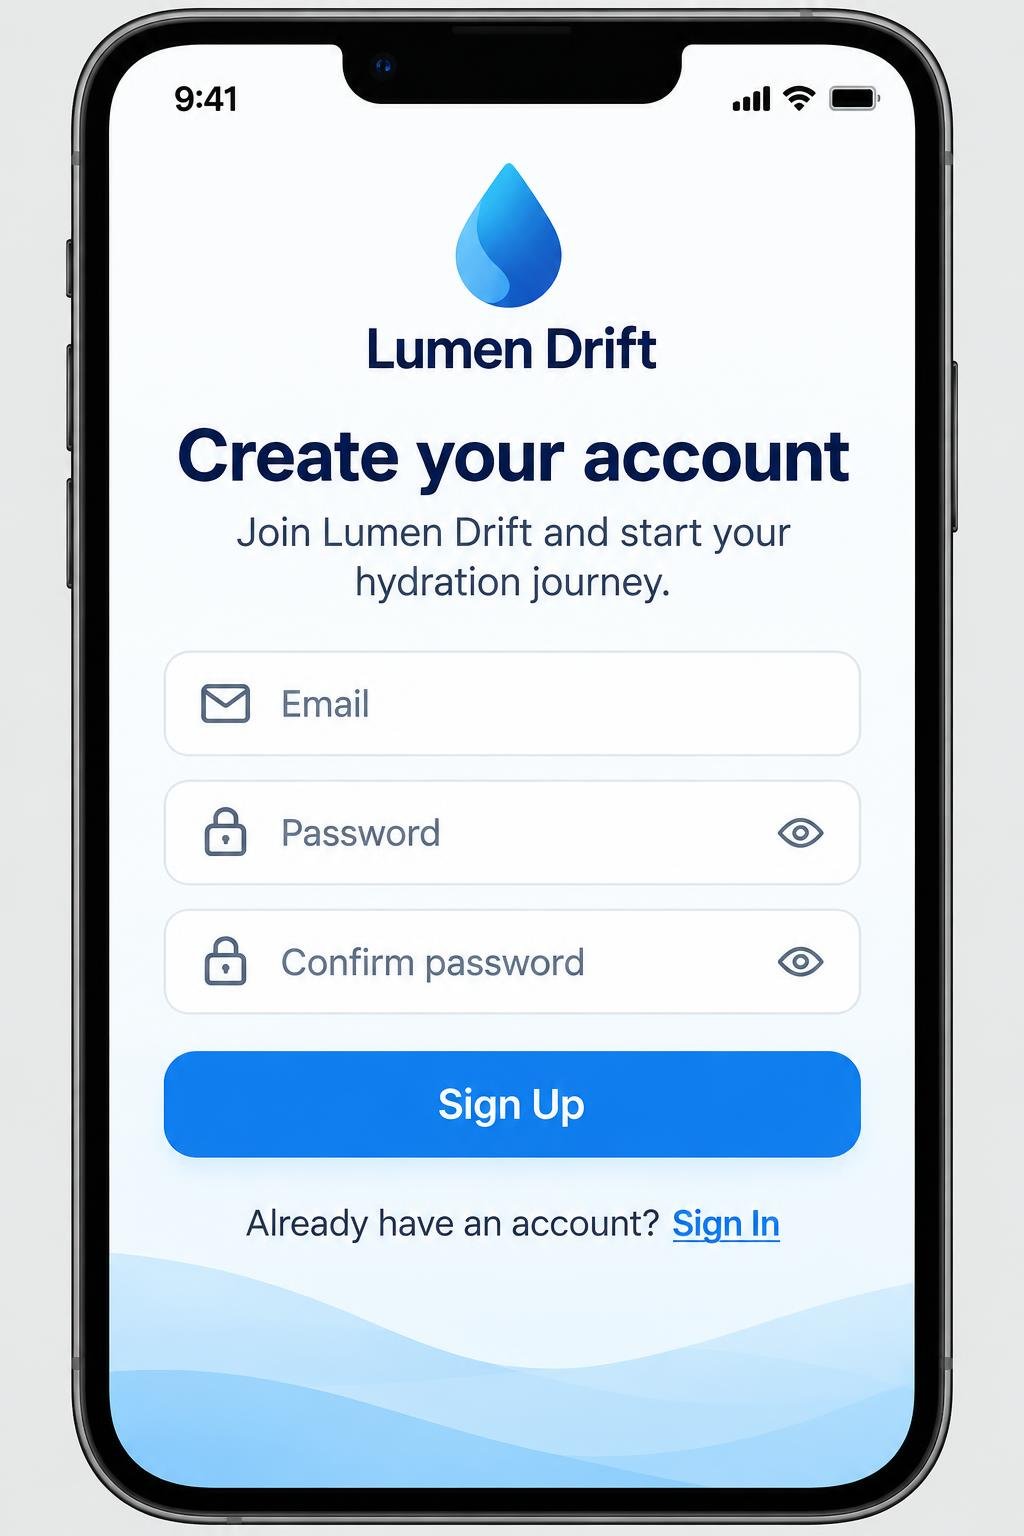 9:41
Lumen Drift
Create your account
Join Lumen Drift and start your
hydration journey.
Email
Password
Confirm password
Sign Up
Already have an account? Sign In